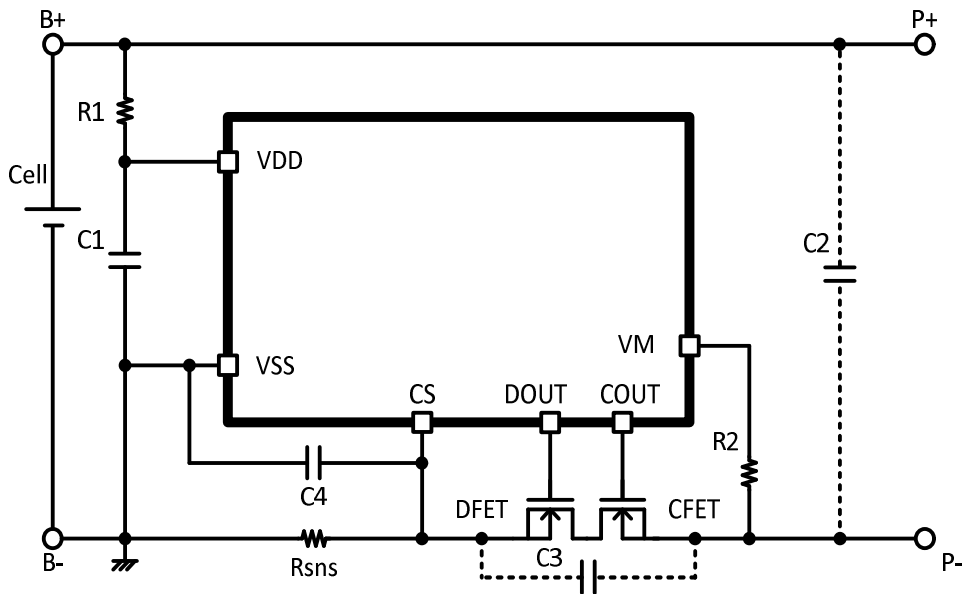 B+
P+
R1
VDD
Cell
C1
C2
VM
VSS
CS
DOUT
COUT
R2
C4
DFET
CFET
C3
B-
Rsns
P-